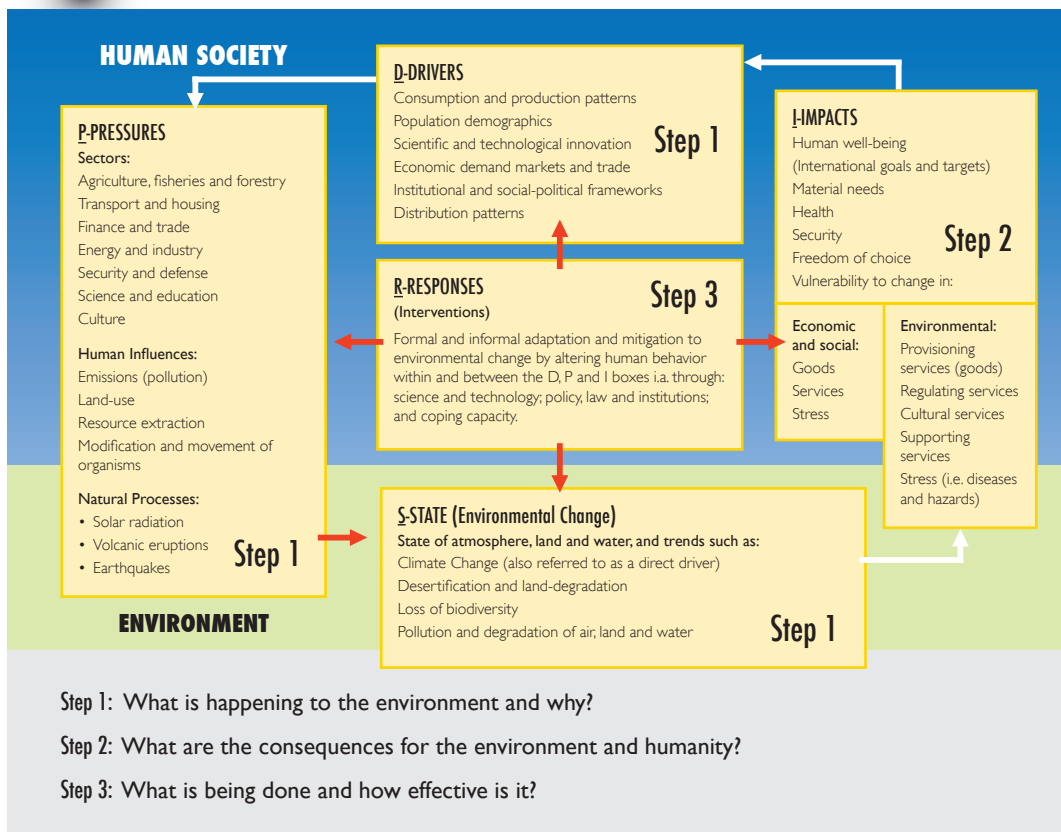 HUMAN SOCIETY
D-DRIVERS
Consumption and production patterns
Population demographics
Scientific and technological innovation
Economic demand markets and trade
Institutional and social-political frameworks
Distribution patterns
Step 1
P-PRESSURES
Sectors:
Agriculture, fisheries and forestry
Transport and housing
Finance and trade
Energy and industry
Security and defense
Science and education
Culture
Human Influences:
Emissions (pollution)
Land-use
Resource extraction
Modification and movement of
organisms
Natural Processes:
• Solar radiation
• Volcanic eruptions
• Earthquakes
Step 1
I-IMPACTS
Human well-being
(International goals and targets)
Material needs
Health
Security
Freedom of choice
Vulnerability to change in:
Step 2
Economic
and social:
Goods
Services
Stress
Environmental:
Provisioning
services (goods)
Regulating services
Cultural services
Supporting
services
Stress (i.e. diseases
and hazards)
R-RESPONSES
(Interventions)
Step 3
Formal and informal adaptation and mitigation to
environmental change by altering human behavior
within and between the D, P and I boxes i.a. through:
science and technology; policy, law and institutions;
and coping capacity.
S-STATE (Environmental Change)
State of atmosphere, land and water, and trends such as:
Climate Change (also referred to as a direct driver)
Desertification and land-degradation
Loss of biodiversity
Pollution and degradation of air, land and water
Step 1
ENVIRONMENT
Step 1: What is happening to the environment and why?
Step 2: What are the consequences for the environment and humanity?
Step 3: What is being done and how effective is it?